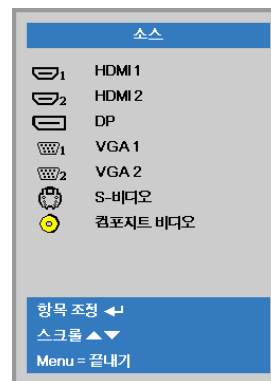 소스
HDMI 1
HDMI 2
DP
VGA 1
VGA 2
S-비디오
컴포지트 비디오
항목 조정 ↵
스크롤 ▲▼
Menu = 끝내기